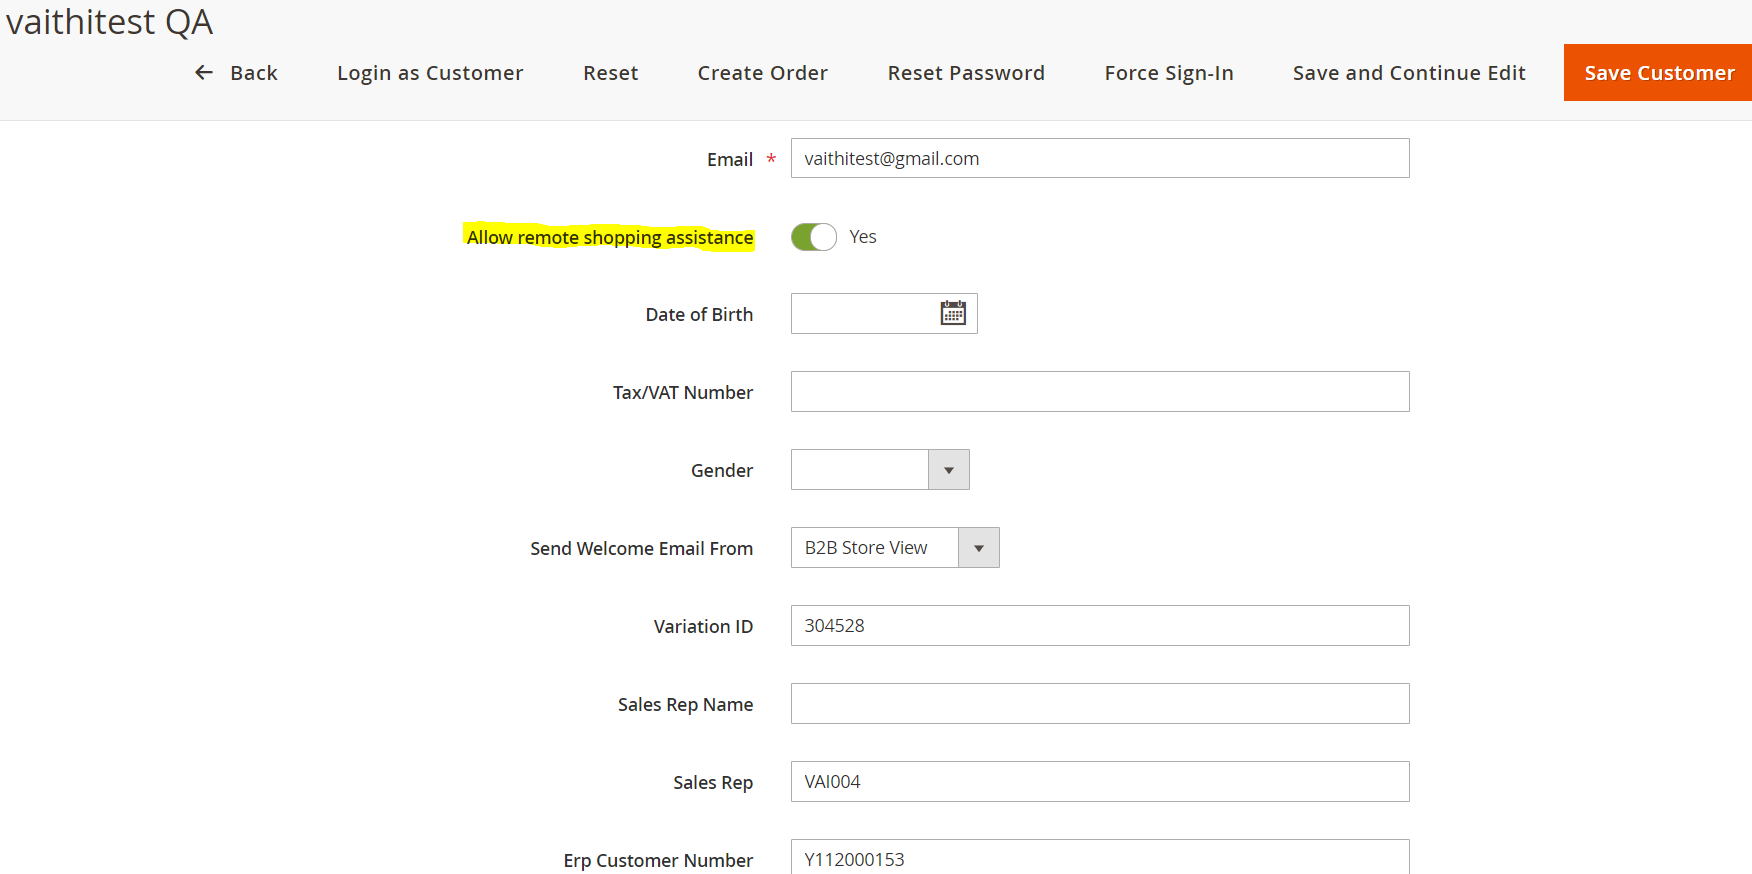 vaithitest QA
← Back Login as Customer Reset Create Order Reset Password Force Sign-In Save and Continue Edit Save Customer
Email * vaithitest@gmail.com
Allow remote shopping assistance Yes
Date of Birth
Tax/VAT Number
Gender
Send Welcome Email From B2B Store View
Variation ID 304528
Sales Rep Name
Sales Rep VAI004
Erp Customer Number Y112000153